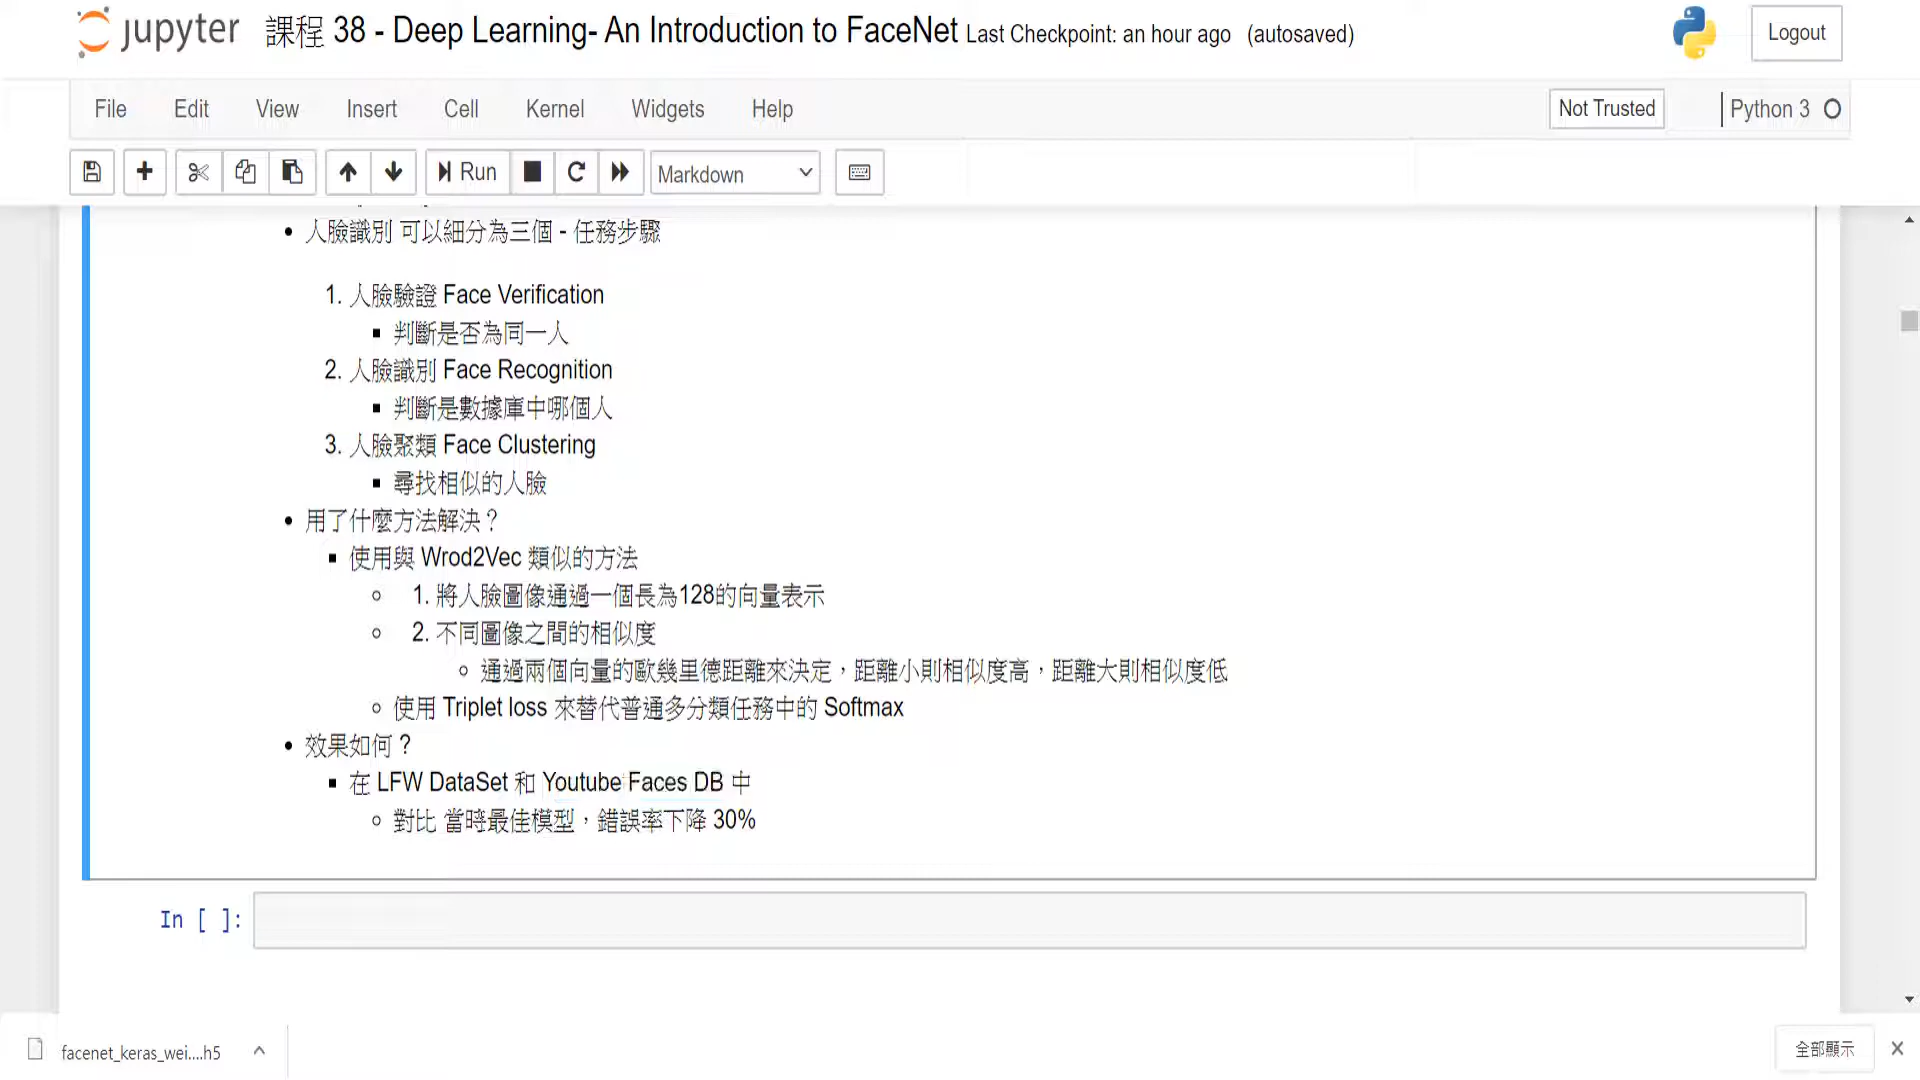 jupyter 課程 38 - Deep Learning- An Introduction to FaceNet Last Checkpoint: an hour ago (autosaved)
Logout
File Edit View Insert Cell Kernel Widgets Help
Not Trusted
Python 3
Run
Markdown
人臉識別 可以細分為三個 - 任務步驟
1. 人臉驗證 Face Verification
判斷是否為同一人
2. 人臉識別 Face Recognition
判斷是數據庫中哪個人
3. 人臉聚類 Face Clustering
尋找相似的人臉
用了什麼方法解決？
使用與 Wrod2Vec 類似的方法
1. 將人臉圖像通過一個長為128的向量表示
2. 不同圖像之間的相似度
通過兩個向量的歐幾里德距離來決定，距離小則相似度高，距離大則相似度低
使用 Triplet loss 來替代普通多分類任務中的 Softmax
效果如何？
在 LFW DataSet 和 Youtube Faces DB 中
對比 當時最佳模型，錯誤率下降 30%
In [ ]:
facenet_keras_wei....h5
全部顯示